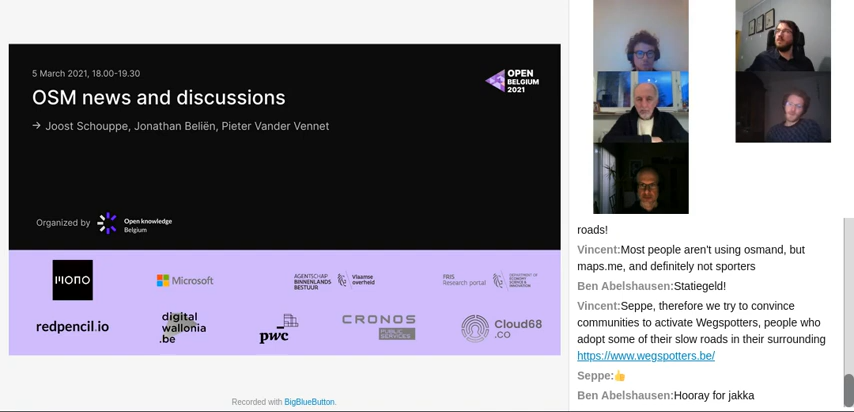 5 March 2021, 18.00-19.30
OSM news and discussions
→ Joost Schouppe, Jonathan Beliën, Pieter Vander Vennet
OPEN
BELGIUM
2021
Organized by
Open knowledge
Belgium
MONO
Microsoft
AGENTSCHAP
BINNENLANDS
BESTUUR
Vlaamse
overheid
FRIS
Research portal
DEPARTMENT OF
ECONOMY
SCIENCE &
INNOVATION
redpencil.io
digital
wallonia
.be
pwc
CRONOS
PUBLIC
SERVICES
Cloud68
.CO
Recorded with BigBlueButton.
roads!
Vincent:Most people aren't using osmand, but
maps.me, and definitely not sporters
Ben Abelshausen:Statiegeld!
Vincent:Seppe, therefore we try to convince
communities to activate Wegspotters, people who
adopt some of their slow roads in their surrounding
https://www.wegspotters.be/
Seppe:👍
Ben Abelshausen:Hooray for jakka